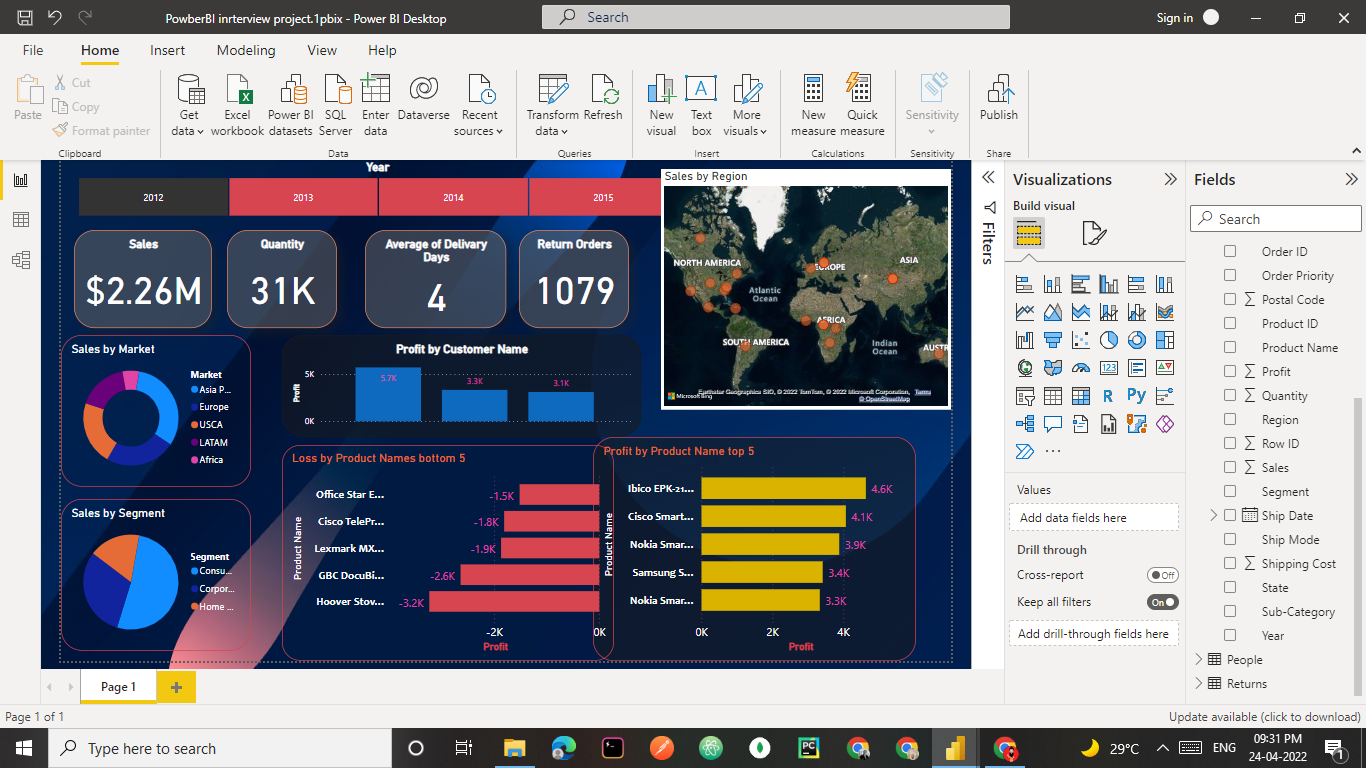 PowberBI inrterview project.1pbix - Power BI Desktop
Search
Sign in
File
Home
Insert
Modeling
View
Help
Paste
Cut
Copy
Format painter
Clipboard
Get data
Excel workbook
Power BI datasets
SQL Server
Enter data
Dataverse
Recent sources
Data
Transform data
Refresh
Queries
New visual
Text box
More visuals
Insert
New measure
Quick measure
Calculations
Sensitivity
Sensitivity
Publish
Share
Year
2012
2013
2014
2015
Sales
$2.26M
Quantity
31K
Average of Delivary Days
4
Return Orders
1079
Sales by Region
NORTH AMERICA
EUROPE
ASIA
Atlantic Ocean
AFRICA
SOUTH AMERICA
Indian Ocean
AUSTR
Microsoft Bing
Earthstar Geographics SIO, © 2022 TomTom, © 2022 Microsoft Corporation, Terms
© OpenStreetMap
Sales by Market
Market
Asia P...
Europe
USCA
LATAM
Africa
Profit by Customer Name
Profit
5K
0K
5.7K
3.3K
3.1K
Sales by Segment
Segment
Consu...
Corpor...
Home ...
Loss by Product Names bottom 5
Product Name
Office Star E...
-1.5K
Cisco TelePr...
-1.8K
Lexmark MX...
-1.9K
GBC DocuBi...
-2.6K
Hoover Stov...
-3.2K
-2K
0K
Profit
Profit by Product Name top 5
Product Name
Ibico EPK-21...
4.6K
Cisco Smart...
4.1K
Nokia Smar...
3.9K
Samsung S...
3.4K
Nokia Smar...
3.3K
0K
2K
4K
Profit
Filters
Visualizations
Build visual
123
R
Py
Values
Add data fields here
Drill through
Cross-report
Off
Keep all filters
On
Add drill-through fields here
Fields
Search
Order ID
Order Priority
Postal Code
Product ID
Product Name
Profit
Quantity
Region
Row ID
Sales
Segment
Ship Date
Ship Mode
Shipping Cost
State
Sub-Category
Year
People
Returns
Page 1
Page 1 of 1
Update available (click to download)
Type here to search
PC
29°C
ENG
09:31 PM
24-04-2022
1